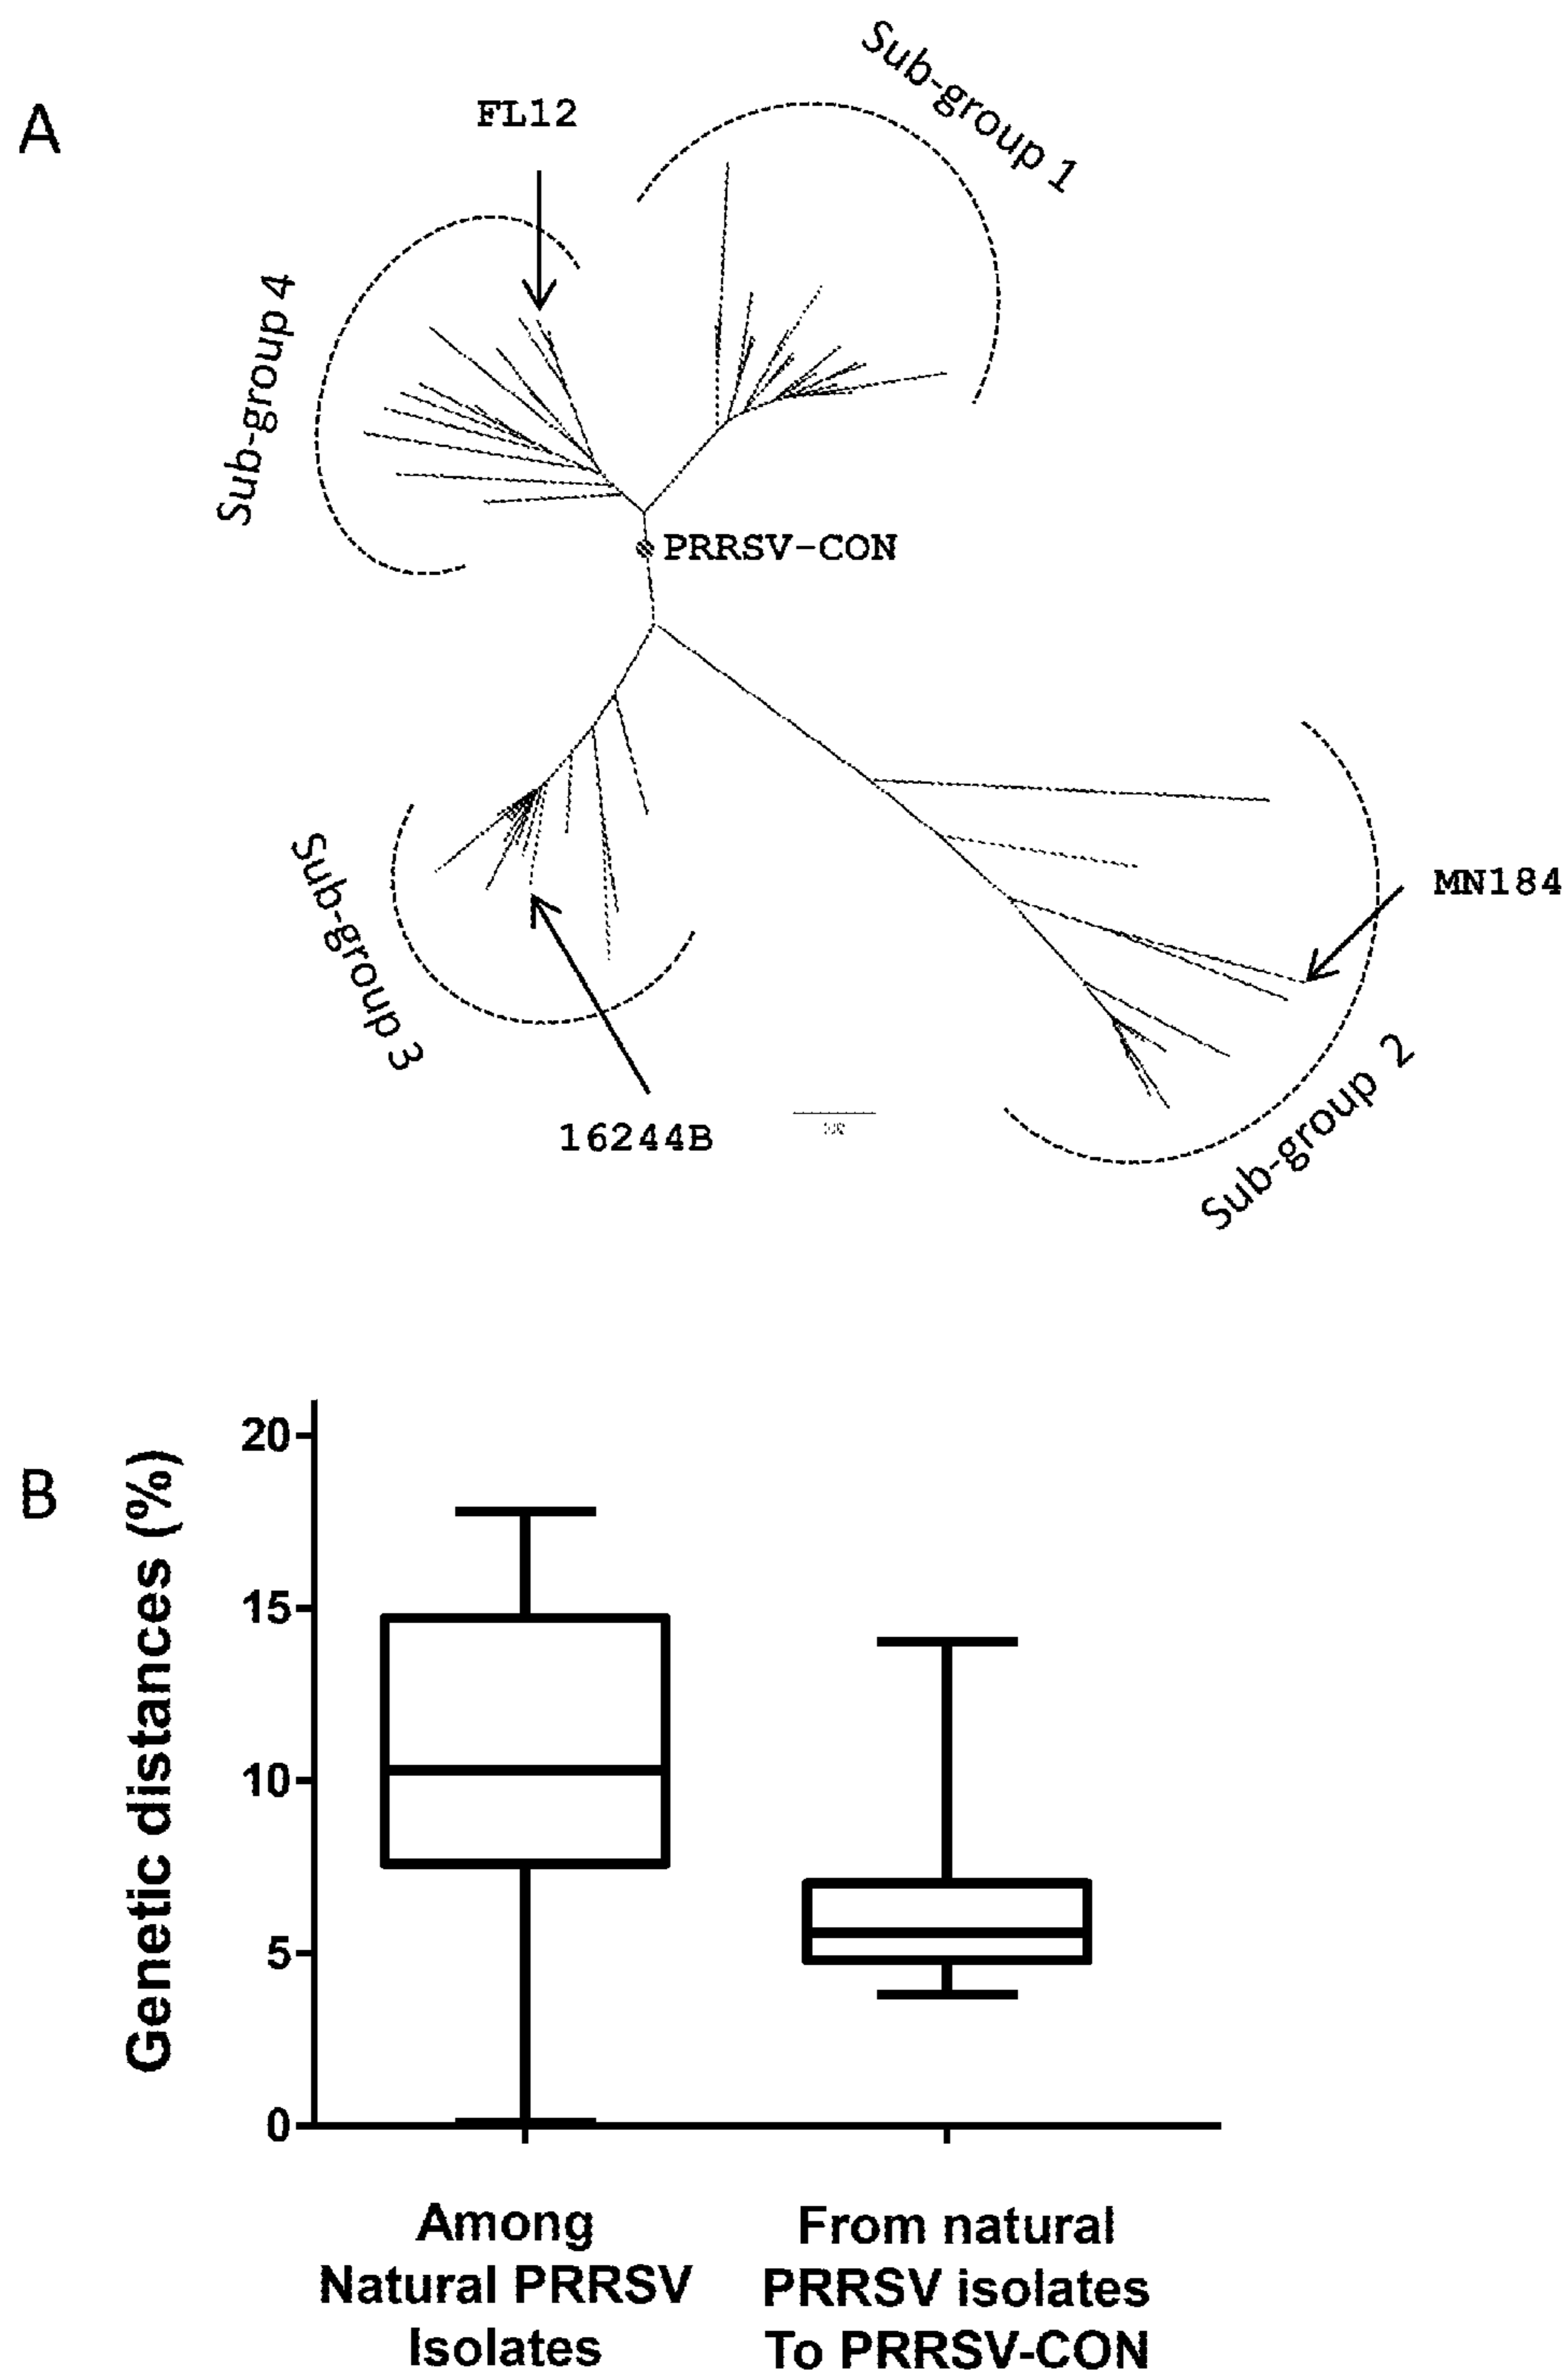 A
FL12
Sub-group 1
Sub-group 4
PRRSV-CON
MN184
Sub-group 3
Sub-group 2
16244B
B
Genetic distances (%)
20
15
10
5
0
Among
Natural PRRSV
Isolates
From natural
PRRSV isolates
To PRRSV-CON